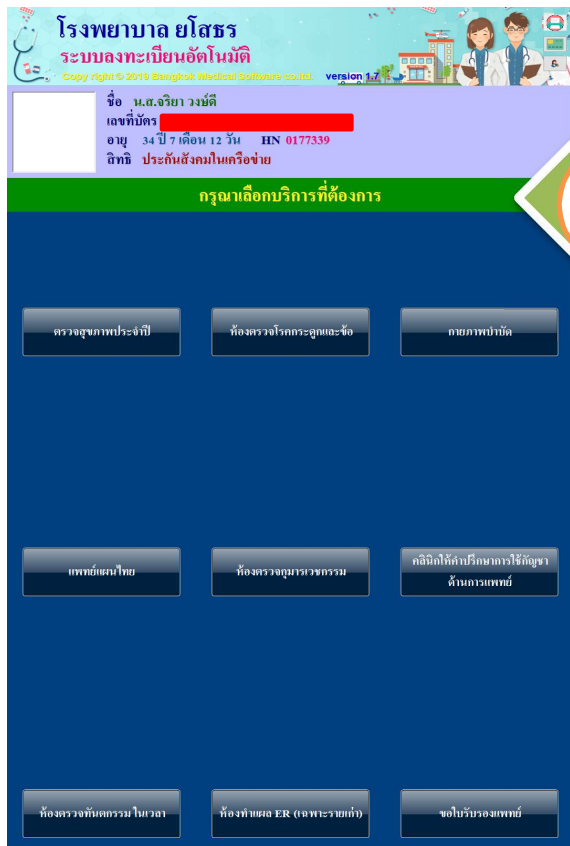 โรงพยาบาล ยโสธร
ระบบลงทะเบียนอัตโนมัติ
Copy right © 2019 Bangkok Medical Software co.ltd. version 1.7
ชื่อ น.ส.จริยา วงษ์ดี
เลขที่บัตร
อายุ 34 ปี 7 เดือน 12 วัน HN 0177339
สิทธิ ประกันสังคมในเครือข่าย
กรุณาเลือกบริการที่ต้องการ
ตรวจสุขภาพประจำปี
ห้องตรวจโรคกระดูกและข้อ
กายภาพบำบัด
แพทย์แผนไทย
ห้องตรวจกุมารเวชกรรม
คลินิกให้คำปรึกษาการใช้กัญชา
ด้านการแพทย์
ห้องตรวจทันตกรรม ในเวลา
ห้องทำแผล ER (เฉพาะรายเก่า)
ขอใบรับรองแพทย์